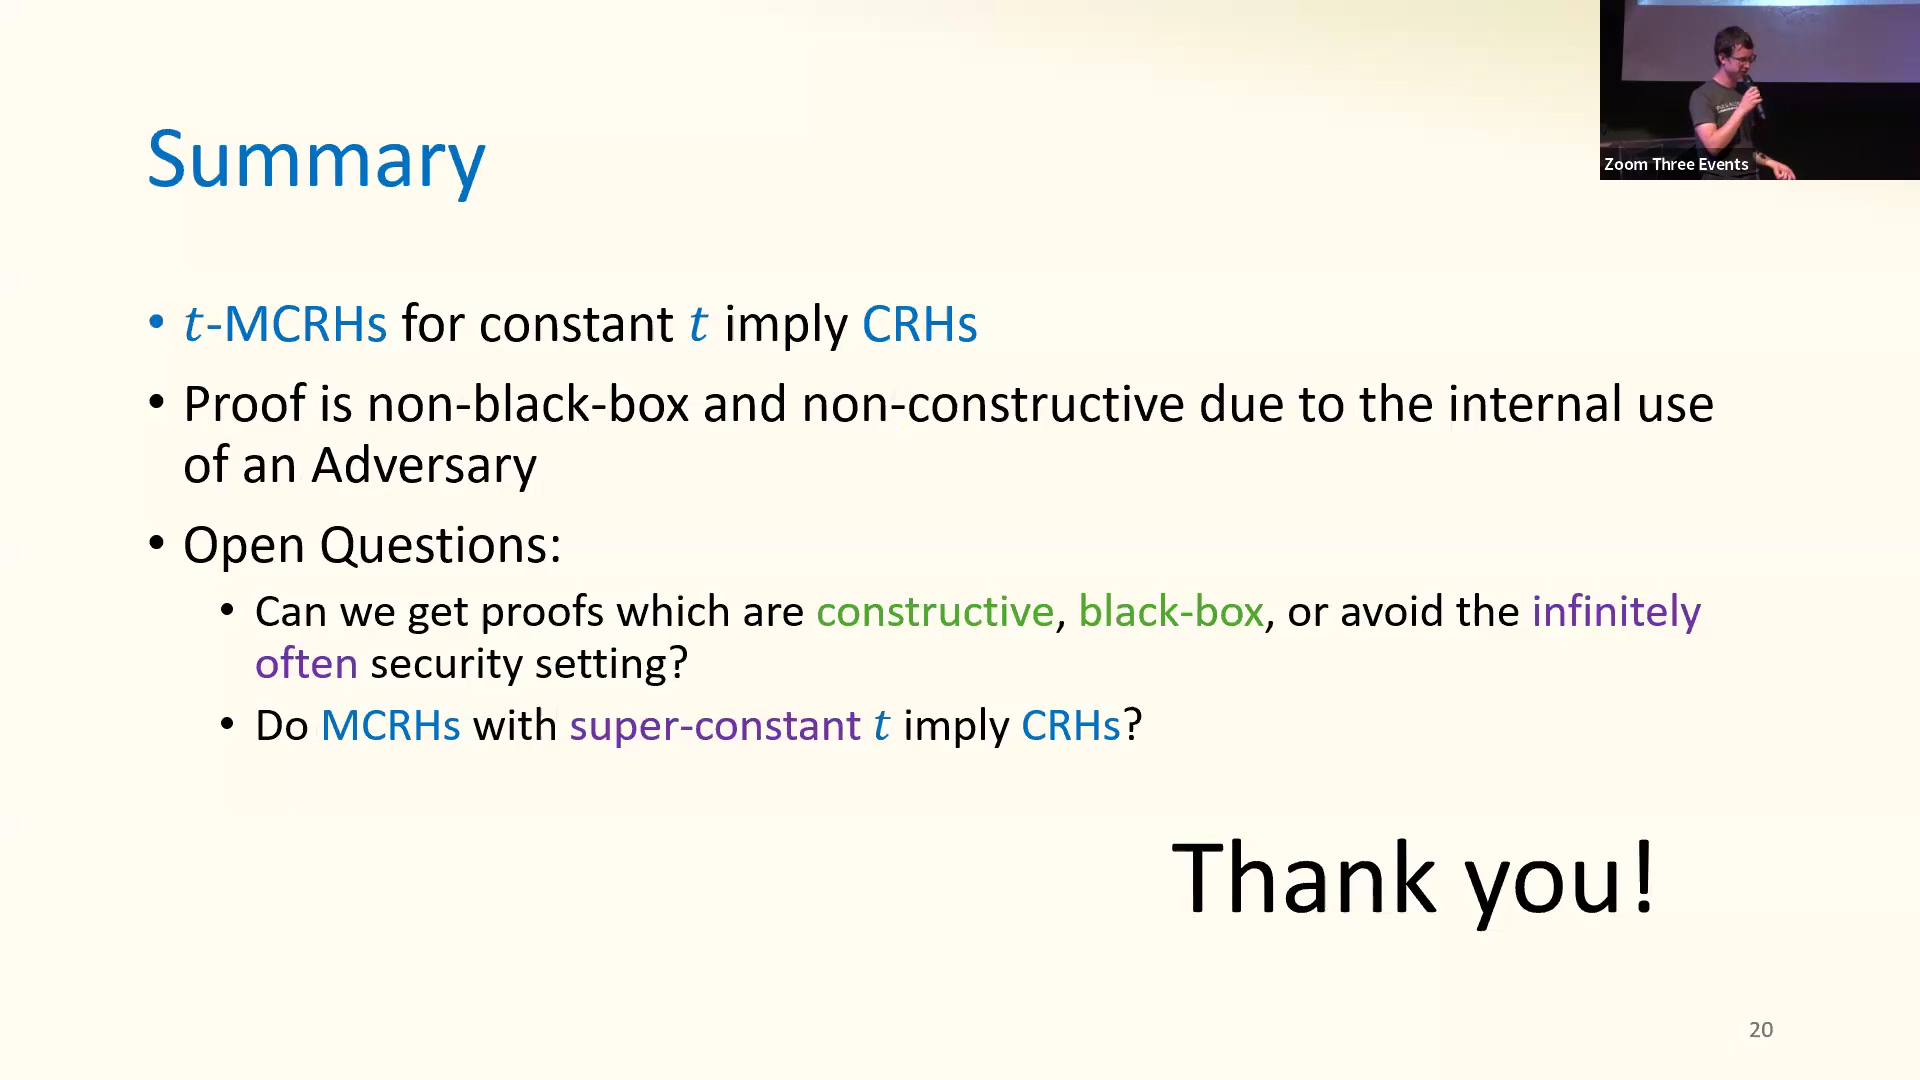 Zoom Three Events
Summary
• t-MCRHs for constant t imply CRHs
• Proof is non-black-box and non-constructive due to the internal use
of an Adversary
• Open Questions:
• Can we get proofs which are constructive, black-box, or avoid the infinitely
often security setting?
• Do MCRHs with super-constant t imply CRHs?
Thank you!
20